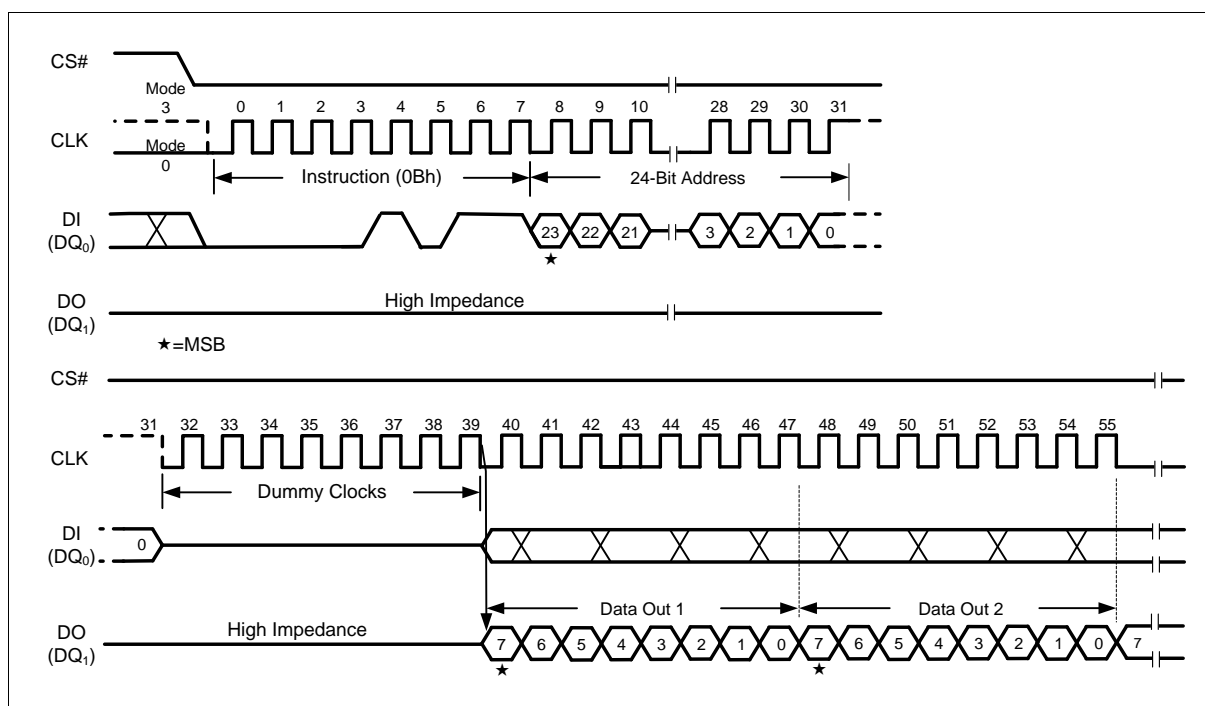 CS#
Mode
3
0 1 2 3 4 5 6 7 8 9 10 28 29 30 31
CLK
Mode
0
Instruction (0Bh) 24-Bit Address
DI
(DQ0)
23 22 21 3 2 1 0
★
DO
(DQ1)
High Impedance
★=MSB
CS#
31 32 33 34 35 36 37 38 39 40 41 42 43 44 45 46 47 48 49 50 51 52 53 54 55
CLK
Dummy Clocks
DI
(DQ0)
0
Data Out 1 Data Out 2
DO
(DQ1)
High Impedance
7 6 5 4 3 2 1 0 7 6 5 4 3 2 1 0 7
★ ★